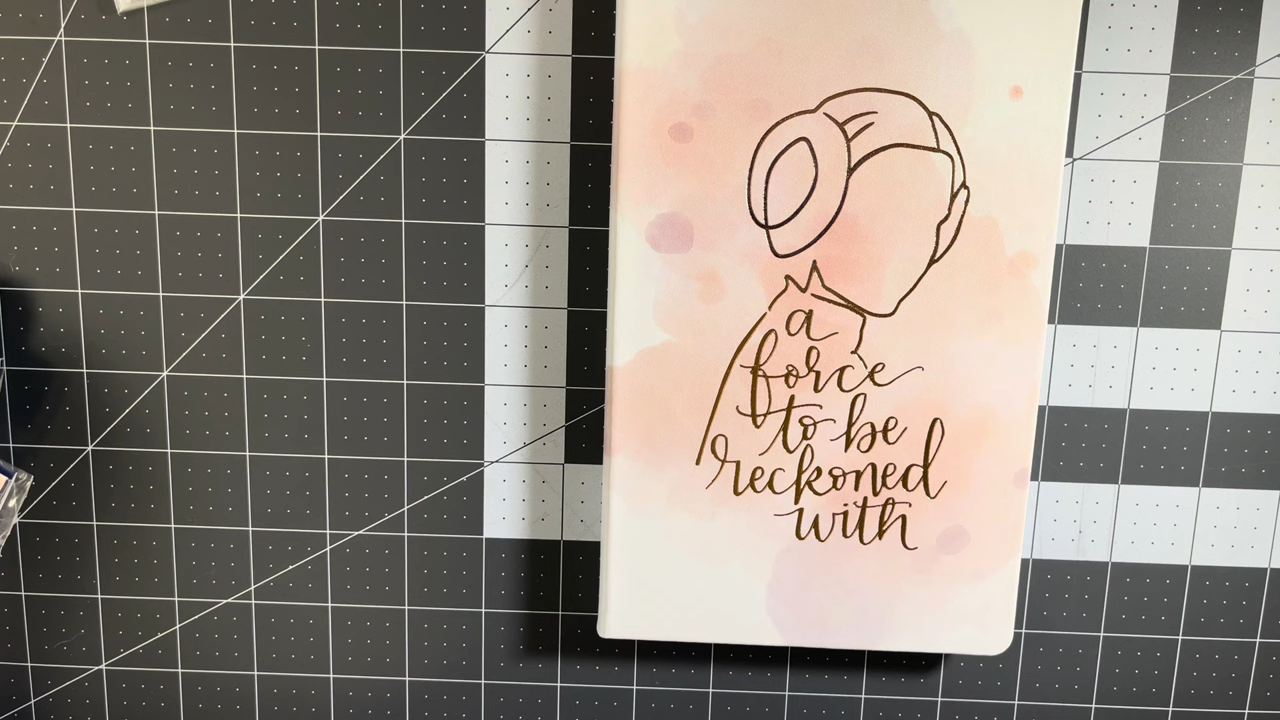 a
force
to be
reckoned
with